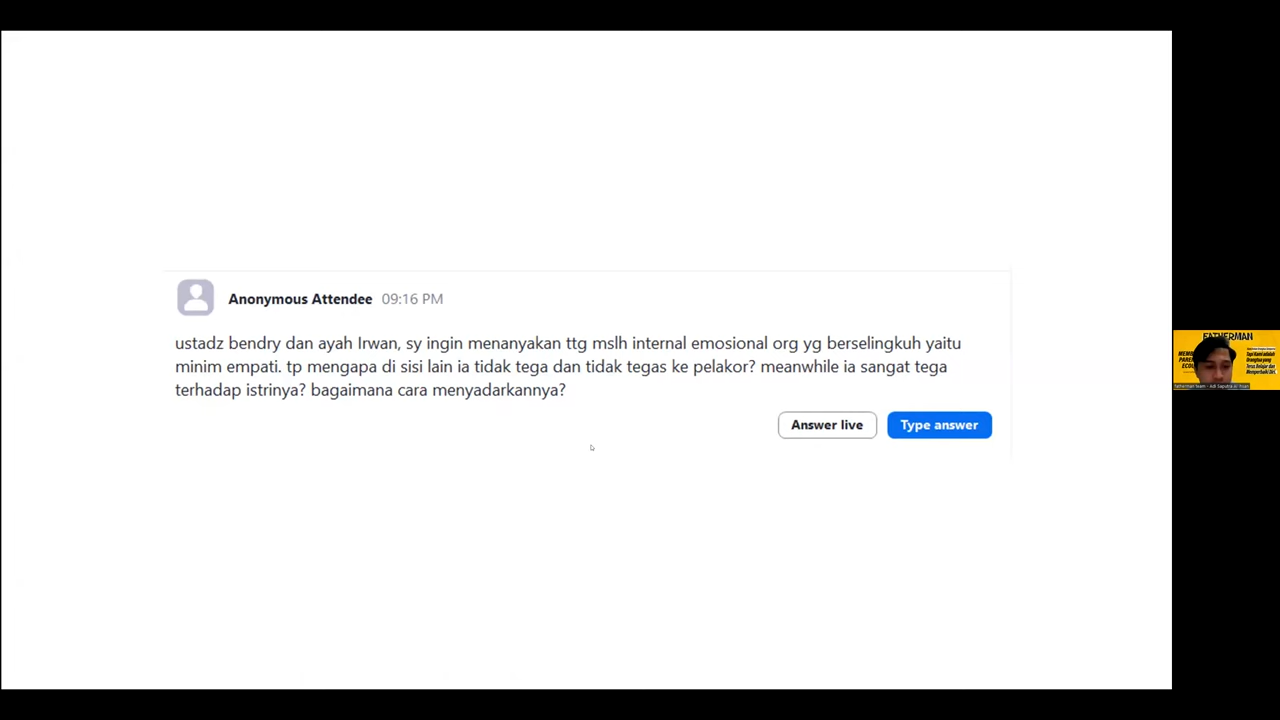 Anonymous Attendee 09:16 PM
ustadz bendry dan ayah Irwan, sy ingin menanyakan ttg mslh internal emosional org yg berselingkuh yaitu
minim empati. tp mengapa di sisi lain ia tidak tega dan tidak tegas ke pelakor? meanwhile ia sangat tega
terhadap istrinya? bagaimana cara menyadarkannya?
Answer live Type answer
FATHERMAN